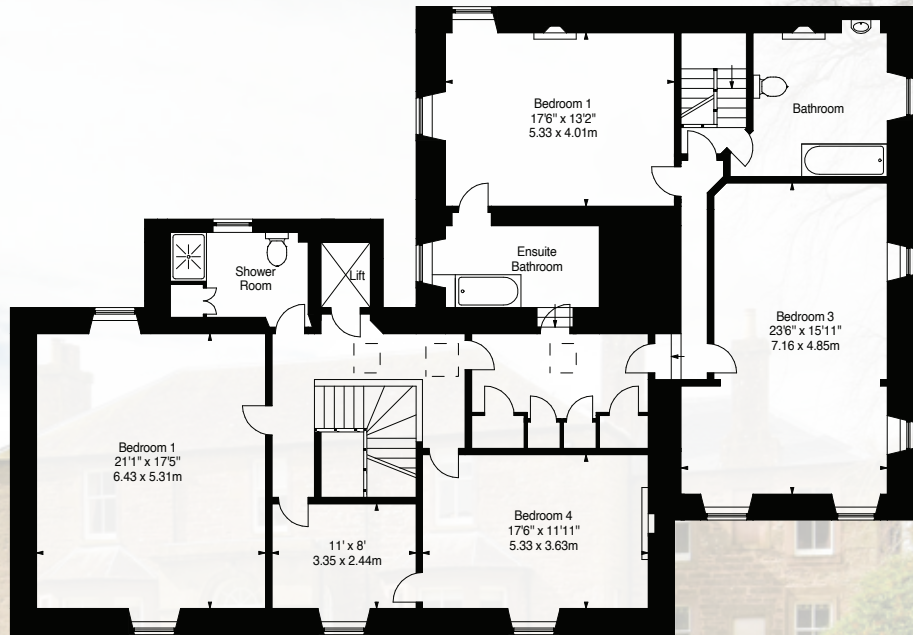 Bedroom 1
17'6" x 13'2"
5.33 x 4.01m
Bathroom
Ensuite
Bathroom
Shower
Room
Lift
Bedroom 3
23'6" x 15'11"
7.16 x 4.85m
Bedroom 1
21'1" x 17'5"
6.43 x 5.31m
Bedroom 4
17'6" x 11'11"
5.33 x 3.63m
11' x 8'
3.35 x 2.44m